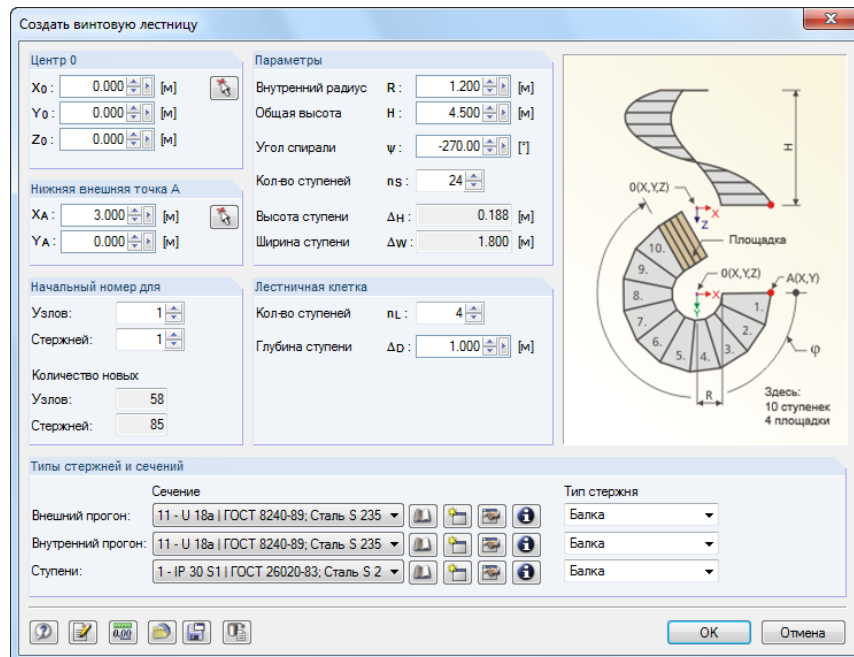 Создать винтовую лестницу
Центр 0
X0 : 0.000 [м]
Y0 : 0.000 [м]
Z0 : 0.000 [м]
Нижняя внешняя точка A
XA : 3.000 [м]
YA : 0.000 [м]
Начальный номер для
Узлов: 1
Стержней: 1
Количество новых
Узлов: 58
Стержней: 85
Параметры
Внутренний радиус R : 1.200 [м]
Общая высота H : 4.500 [м]
Угол спирали ψ : -270.00 [°]
Кол-во ступеней nS : 24
Высота ступени ΔH : 0.188 [м]
Ширина ступени ΔW : 1.800 [м]
Лестничная клетка
Кол-во ступеней nL : 4
Глубина ступени ΔD : 1.000 [м]
H
0(X,Y,Z)
X
Z
Площадка
0(X,Y,Z)
A(X,Y)
X
Y
10.
9.
8.
7.
6.
5.
4.
3.
2.
1.
φ
R
Здесь:
10 ступенек
4 площадки
Типы стержней и сечений
Сечение Тип стержня
Внешний прогон: 11 - U 18a | ГОСТ 8240-89; Сталь S 235 Балка
Внутренний прогон: 11 - U 18a | ГОСТ 8240-89; Сталь S 235 Балка
Ступени: 1 - IP 30 S1 | ГОСТ 26020-83; Сталь S 2 Балка
0.00
OK Отмена